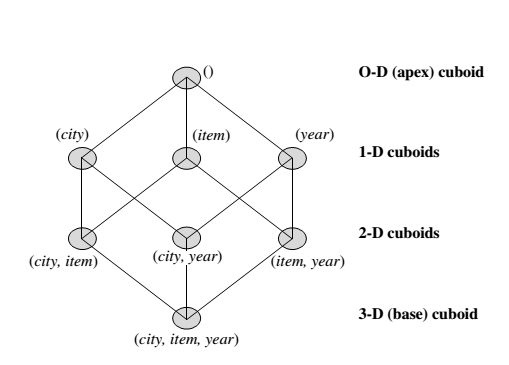 () O-D (apex) cuboid
(city) (item) (year)
1-D cuboids
2-D cuboids
(city, item) (city, year) (item, year)
3-D (base) cuboid
(city, item, year)